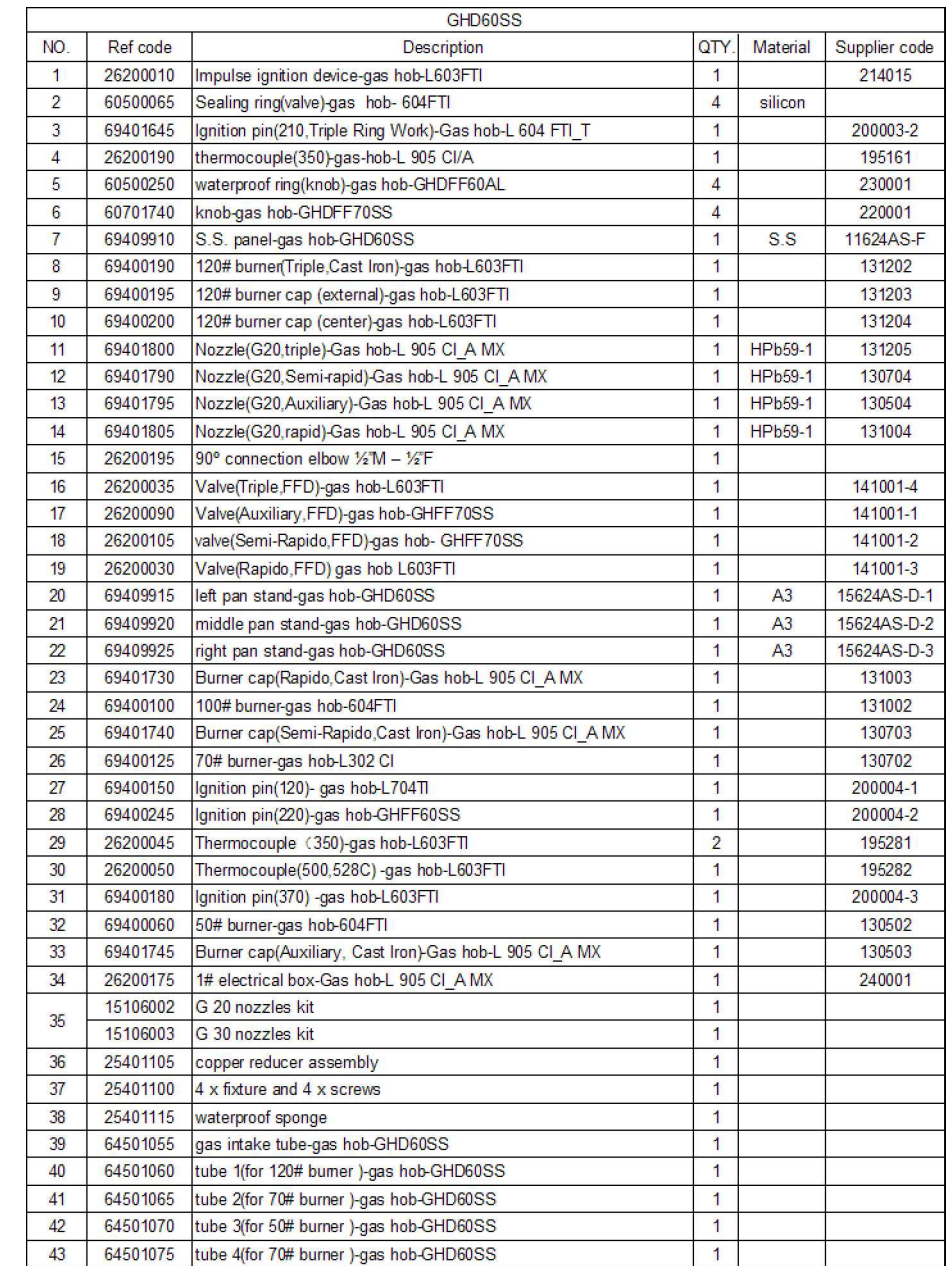 GHD60SS
NO. Ref code Description QTY. Material Supplier code
1 26200010 Impulse ignition device-gas hob-L603FTI 1 214015
2 60500065 Sealing ring(valve)-gas hob- 604FTI 4 silicon
3 69401645 Ignition pin(210,Triple Ring Work)-Gas hob-L 604 FTI_T 1 200003-2
4 26200190 thermocouple(350)-gas-hob-L 905 CI/A 1 195161
5 60500250 waterproof ring(knob)-gas hob-GHDFF60AL 4 230001
6 60701740 knob-gas hob-GHDFF70SS 4 220001
7 69409910 S.S. panel-gas hob-GHD60SS 1 S.S 11624AS-F
8 69400190 120# burner(Triple,Cast Iron)-gas hob-L603FTI 1 131202
9 69400195 120# burner cap (external)-gas hob-L603FTI 1 131203
10 69400200 120# burner cap (center)-gas hob-L603FTI 1 131204
11 69401800 Nozzle(G20,triple)-Gas hob-L 905 CI_A MX 1 HPb59-1 131205
12 69401790 Nozzle(G20,Semi-rapid)-Gas hob-L 905 CI_A MX 1 HPb59-1 130704
13 69401795 Nozzle(G20,Auxiliary)-Gas hob-L 905 CI_A MX 1 HPb59-1 130504
14 69401805 Nozzle(G20,rapid)-Gas hob-L 905 CI_A MX 1 HPb59-1 131004
15 26200195 90º connection elbow ½"M – ½"F 1
16 26200035 Valve(Triple,FFD)-gas hob-L603FTI 1 141001-4
17 26200090 Valve(Auxiliary,FFD)-gas hob-GHFF70SS 1 141001-1
18 26200105 valve(Semi-Rapido,FFD)-gas hob- GHFF70SS 1 141001-2
19 26200030 Valve(Rapido,FFD) gas hob L603FTI 1 141001-3
20 69409915 left pan stand-gas hob-GHD60SS 1 A3 15624AS-D-1
21 69409920 middle pan stand-gas hob-GHD60SS 1 A3 15624AS-D-2
22 69409925 right pan stand-gas hob-GHD60SS 1 A3 15624AS-D-3
23 69401730 Burner cap(Rapido,Cast Iron)-Gas hob-L 905 CI_A MX 1 131003
24 69400100 100# burner-gas hob-604FTI 1 131002
25 69401740 Burner cap(Semi-Rapido,Cast Iron)-Gas hob-L 905 CI_A MX 1 130703
26 69400125 70# burner-gas hob-L302 CI 1 130702
27 69400150 Ignition pin(120)- gas hob-L704TI 1 200004-1
28 69400245 Ignition pin(220)-gas hob-GHFF60SS 1 200004-2
29 26200045 Thermocouple（350)-gas hob-L603FTI 2 195281
30 26200050 Thermocouple(500,528C) -gas hob-L603FTI 1 195282
31 69400180 Ignition pin(370) -gas hob-L603FTI 1 200004-3
32 69400060 50# burner-gas hob-604FTI 1 130502
33 69401745 Burner cap(Auxiliary, Cast Iron)-Gas hob-L 905 CI_A MX 1 130503
34 26200175 1# electrical box-Gas hob-L 905 CI_A MX 1 240001
35 15106002 G 20 nozzles kit 1
15106003 G 30 nozzles kit 1
36 25401105 copper reducer assembly 1
37 25401100 4 x fixture and 4 x screws 1
38 25401115 waterproof sponge 1
39 64501055 gas intake tube-gas hob-GHD60SS 1
40 64501060 tube 1(for 120# burner )-gas hob-GHD60SS 1
41 64501065 tube 2(for 70# burner )-gas hob-GHD60SS 1
42 64501070 tube 3(for 50# burner )-gas hob-GHD60SS 1
43 64501075 tube 4(for 70# burner )-gas hob-GHD60SS 1